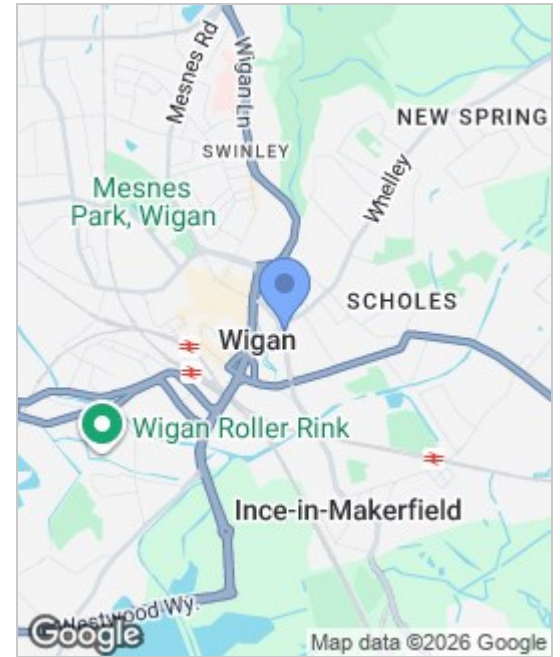 Mesnes Rd
Wigan Ln
NEW SPRING
SWINLEY
Whelley
Mesnes
Park, Wigan
SCHOLES
Wigan
Wigan Roller Rink
Ince-in-Makerfield
Westwood Wy.
Google
Map data ©2026 Google